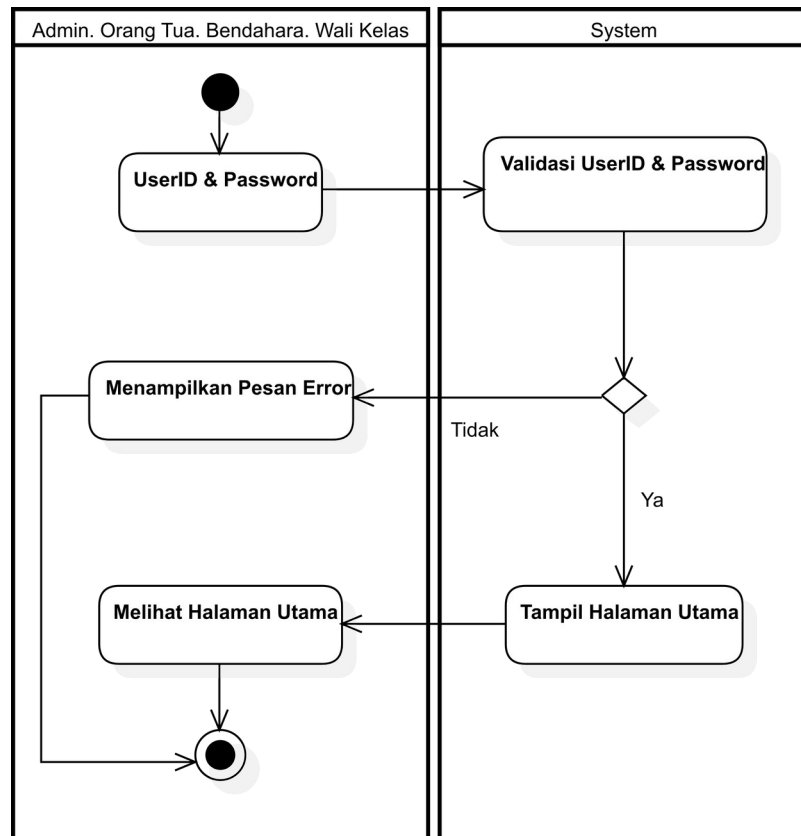 Admin. Orang Tua. Bendahara. Wali Kelas
System
UserID & Password
Validasi UserID & Password
Menampilkan Pesan Error
Tidak
Ya
Melihat Halaman Utama
Tampil Halaman Utama